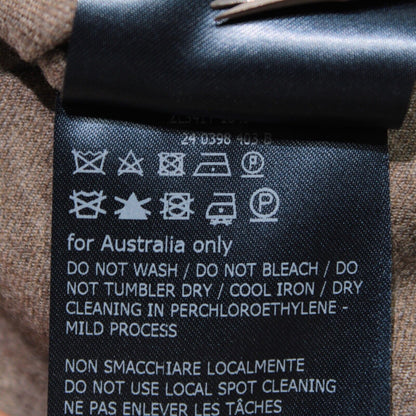 24 0398 403 B
for Australia only
DO NOT WASH / DO NOT BLEACH / DO
NOT TUMBLER DRY / COOL IRON / DRY
CLEANING IN PERCHLOROETHYLENE -
MILD PROCESS
NON SMACCHIARE LOCALMENTE
DO NOT USE LOCAL SPOT CLEANING
NE PAS ENLEVER LES TÂCHES